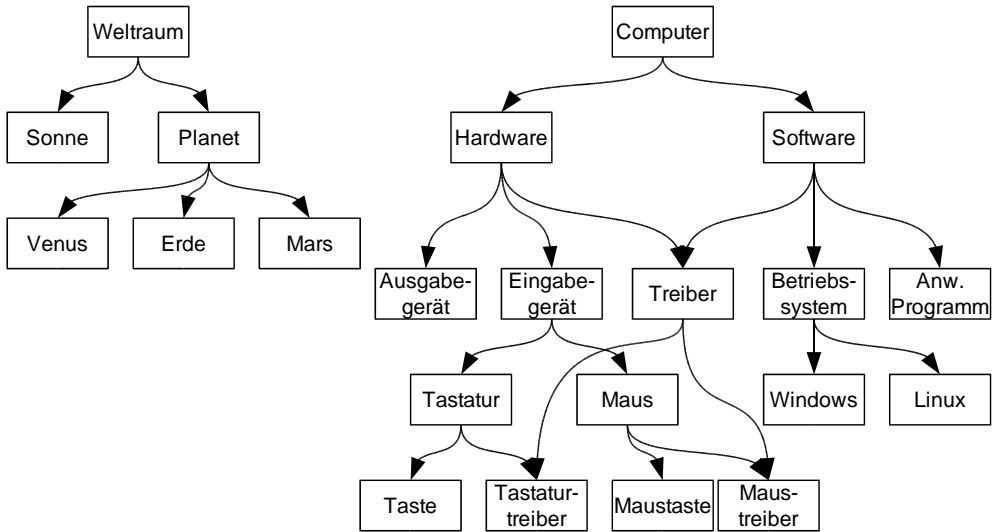 Weltraum
Computer
Sonne
Planet
Hardware
Software
Venus
Erde
Mars
Ausgabe-
gerät
Eingabe-
gerät
Treiber
Betriebs-
system
Anw.
Programm
Tastatur
Maus
Windows
Linux
Taste
Tastatur-
treiber
Maustaste
Maus-
treiber